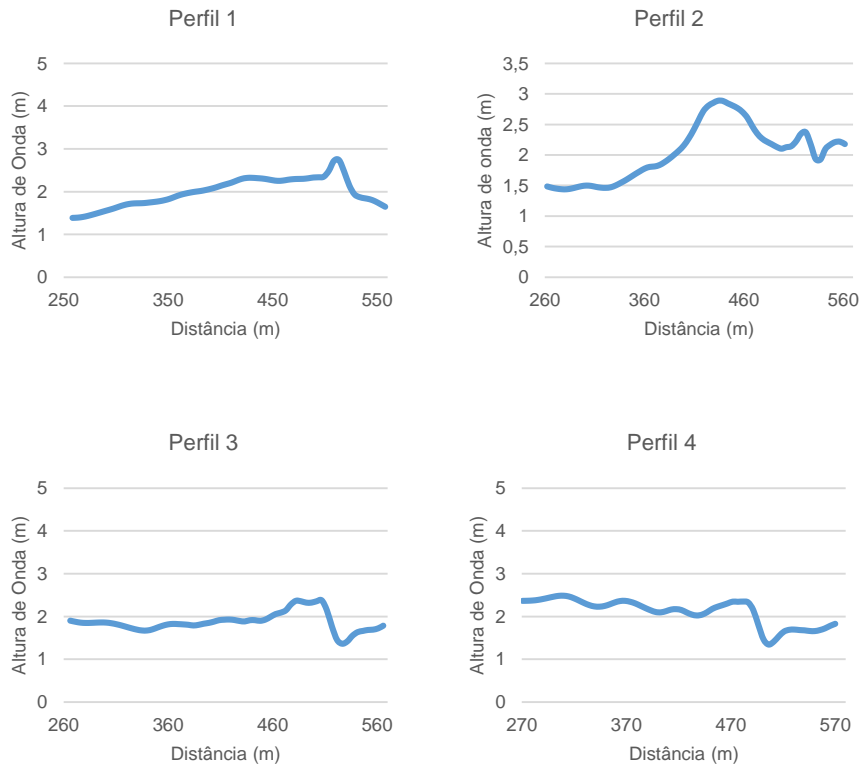 Perfil 1
5
4
3
2
1
0
Altura de Onda (m)
250 350 450 550
Distância (m)
Perfil 2
3,5
3
2,5
2
1,5
1
0,5
0
Altura de onda (m)
260 360 460 560
Distância (m)
Perfil 3
5
4
3
2
1
0
Altura de Onda (m)
260 360 460 560
Distância (m)
Perfil 4
5
4
3
2
1
0
Altura de Onda (m)
270 370 470 570
Distância (m)